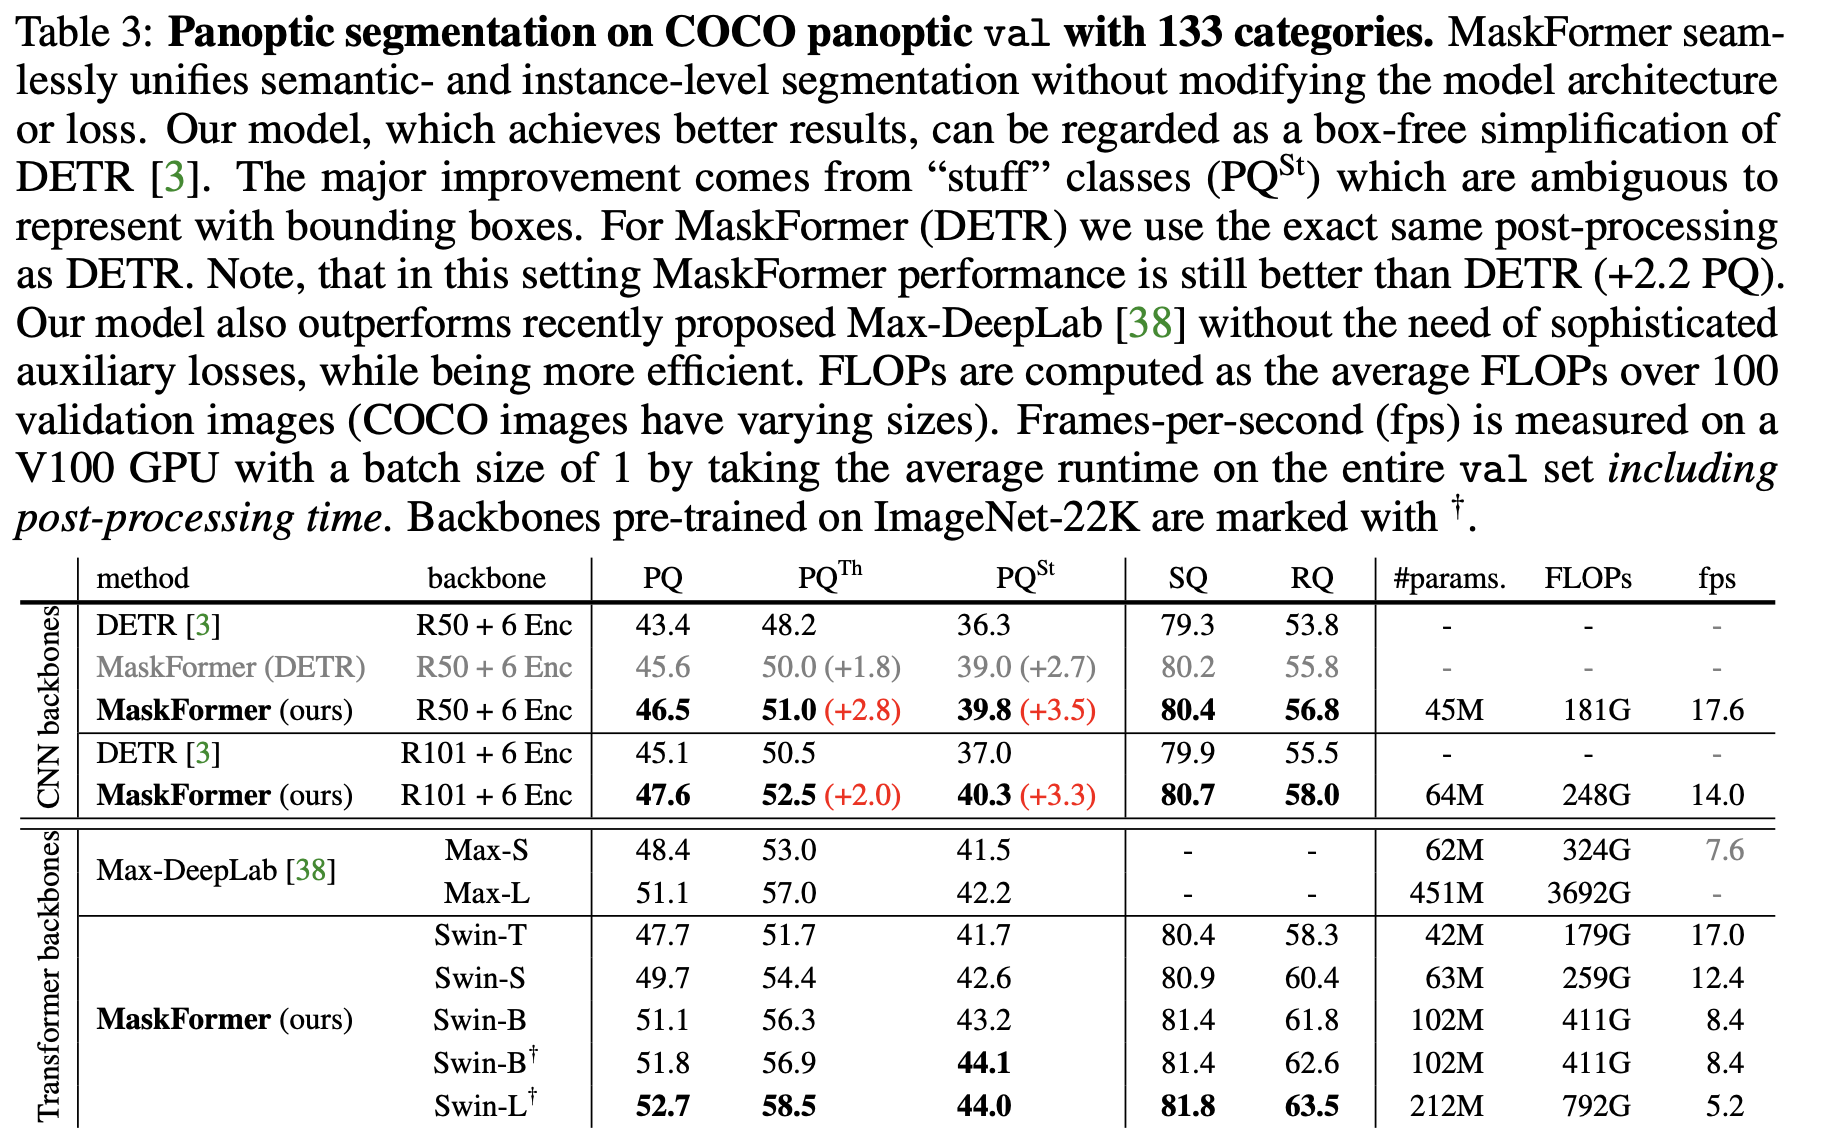 Table 3: Panoptic segmentation on COCO panoptic val with 133 categories. MaskFormer seam-
lessly unifies semantic- and instance-level segmentation without modifying the model architecture
or loss. Our model, which achieves better results, can be regarded as a box-free simplification of
DETR [3]. The major improvement comes from “stuff” classes (PQSt) which are ambiguous to
represent with bounding boxes. For MaskFormer (DETR) we use the exact same post-processing
as DETR. Note, that in this setting MaskFormer performance is still better than DETR (+2.2 PQ).
Our model also outperforms recently proposed Max-DeepLab [38] without the need of sophisticated
auxiliary losses, while being more efficient. FLOPs are computed as the average FLOPs over 100
validation images (COCO images have varying sizes). Frames-per-second (fps) is measured on a
V100 GPU with a batch size of 1 by taking the average runtime on the entire val set including
post-processing time. Backbones pre-trained on ImageNet-22K are marked with †.
method backbone PQ PQTh PQSt SQ RQ #params. FLOPs fps
CNN backbones
DETR [3] R50 + 6 Enc 43.4 48.2 36.3 79.3 53.8 - - -
MaskFormer (DETR) R50 + 6 Enc 45.6 50.0 (+1.8) 39.0 (+2.7) 80.2 55.8 - - -
MaskFormer (ours) R50 + 6 Enc 46.5 51.0 (+2.8) 39.8 (+3.5) 80.4 56.8 45M 181G 17.6
DETR [3] R101 + 6 Enc 45.1 50.5 37.0 79.9 55.5 - - -
MaskFormer (ours) R101 + 6 Enc 47.6 52.5 (+2.0) 40.3 (+3.3) 80.7 58.0 64M 248G 14.0
Transformer backbones
Max-DeepLab [38]
Max-S 48.4 53.0 41.5 - - 62M 324G 7.6
Max-L 51.1 57.0 42.2 - - 451M 3692G -
MaskFormer (ours)
Swin-T 47.7 51.7 41.7 80.4 58.3 42M 179G 17.0
Swin-S 49.7 54.4 42.6 80.9 60.4 63M 259G 12.4
Swin-B 51.1 56.3 43.2 81.4 61.8 102M 411G 8.4
Swin-B† 51.8 56.9 44.1 81.4 62.6 102M 411G 8.4
Swin-L† 52.7 58.5 44.0 81.8 63.5 212M 792G 5.2